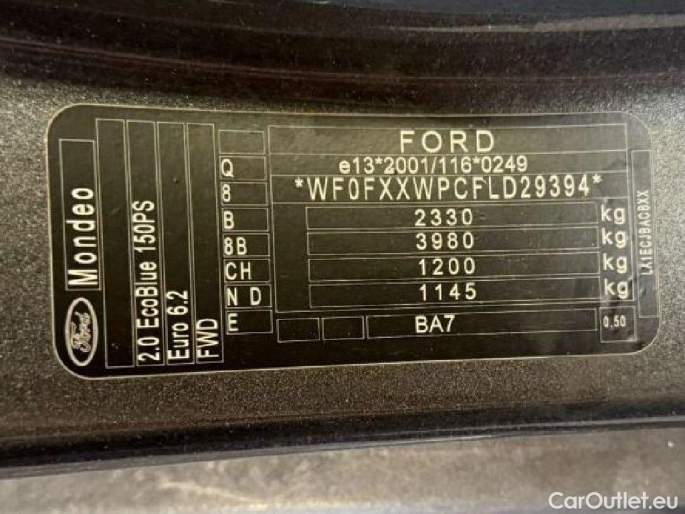 FORD
e13*2001/116*0249
*WF0FXXWPCFLD29394*
2330 kg
3980 kg
1200 kg
1145 kg
BA7
0,50
Q
8
B
8B
CH
N D
E
Ford
Mondeo
2.0 EcoBlue 150PS
Euro 6.2
FWD
LA1ECJBACBXX
CarOutlet.eu